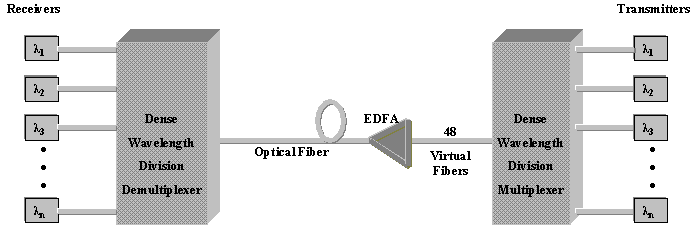 Receivers
Transmitters
λ1
λ2
λ3
λn
Dense
Wavelength
Division
Demultiplexer
Optical Fiber
EDFA
48
Virtual
Fibers
Dense
Wavelength
Division
Multiplexer
λ1
λ2
λ3
λn